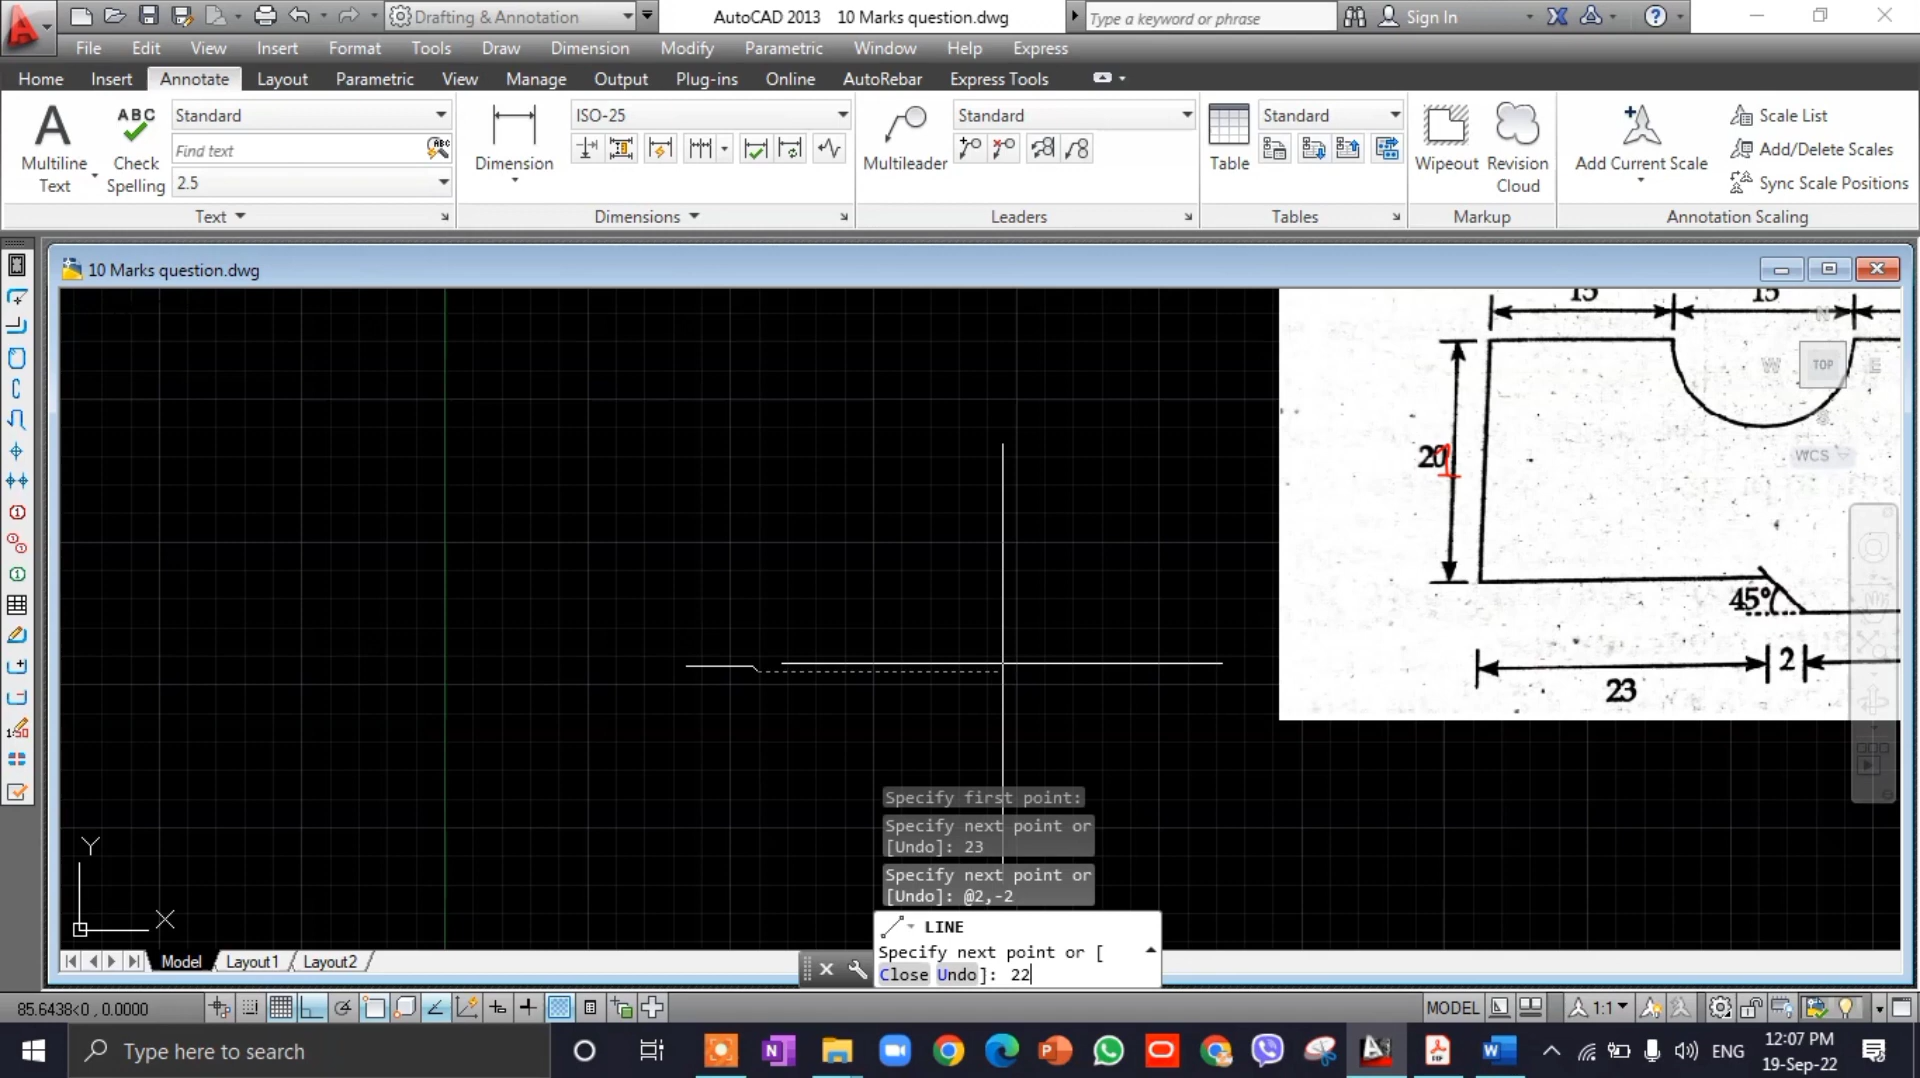 Drafting & Annotation
AutoCAD 2013 10 Marks question.dwg
Type a keyword or phrase
Sign In
File Edit View Insert Format Tools Draw Dimension Modify Parametric Window Help Express
Home Insert Annotate Layout Parametric View Manage Output Plug-ins Online AutoRebar Express Tools
A ABC Standard ISO-25 Standard Standard Scale List
Find text
Multiline Text
Check Spelling
2.5
Dimension
Multileader
Table
Wipeout
Revision Cloud
Add Current Scale
Add/Delete Scales
Sync Scale Positions
Text Dimensions Leaders Tables Markup Annotation Scaling
10 Marks question.dwg
15 15
N
W TOP E
S
WCS
20
1
45°
2
23
Specify first point:
Specify next point or
[Undo]: 23
Specify next point or
[Undo]: @2,-2
LINE
Specify next point or [
Close Undo]: 22
Y
X
Model Layout1 Layout2
85.6438<0 , 0.0000
MODEL 1:1
Type here to search
ENG
12:07 PM
19-Sep-22